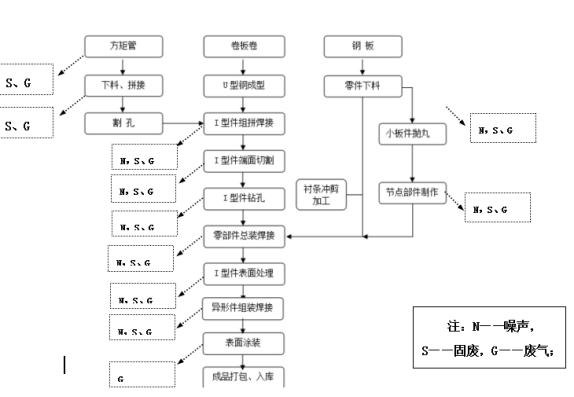 方矩管
卷板卷
钢 板
S、G
下料、拼接
U型钢成型
零件下料
S、G
割 孔
I型件组拼焊接
小板件抛丸
N，S、G
N，S、G
I型件端面切割
N，S、G
衬条冲剪
加工
节点部件制作
I型件钻孔
N，S、G
N，S、G
零部件总装焊接
N，S、G
I型件表面处理
N，S、G
异形件组装焊接
N，S、G
注：N——噪声，
表面涂装
S——固废，G——废气；
G
成品打包、入库